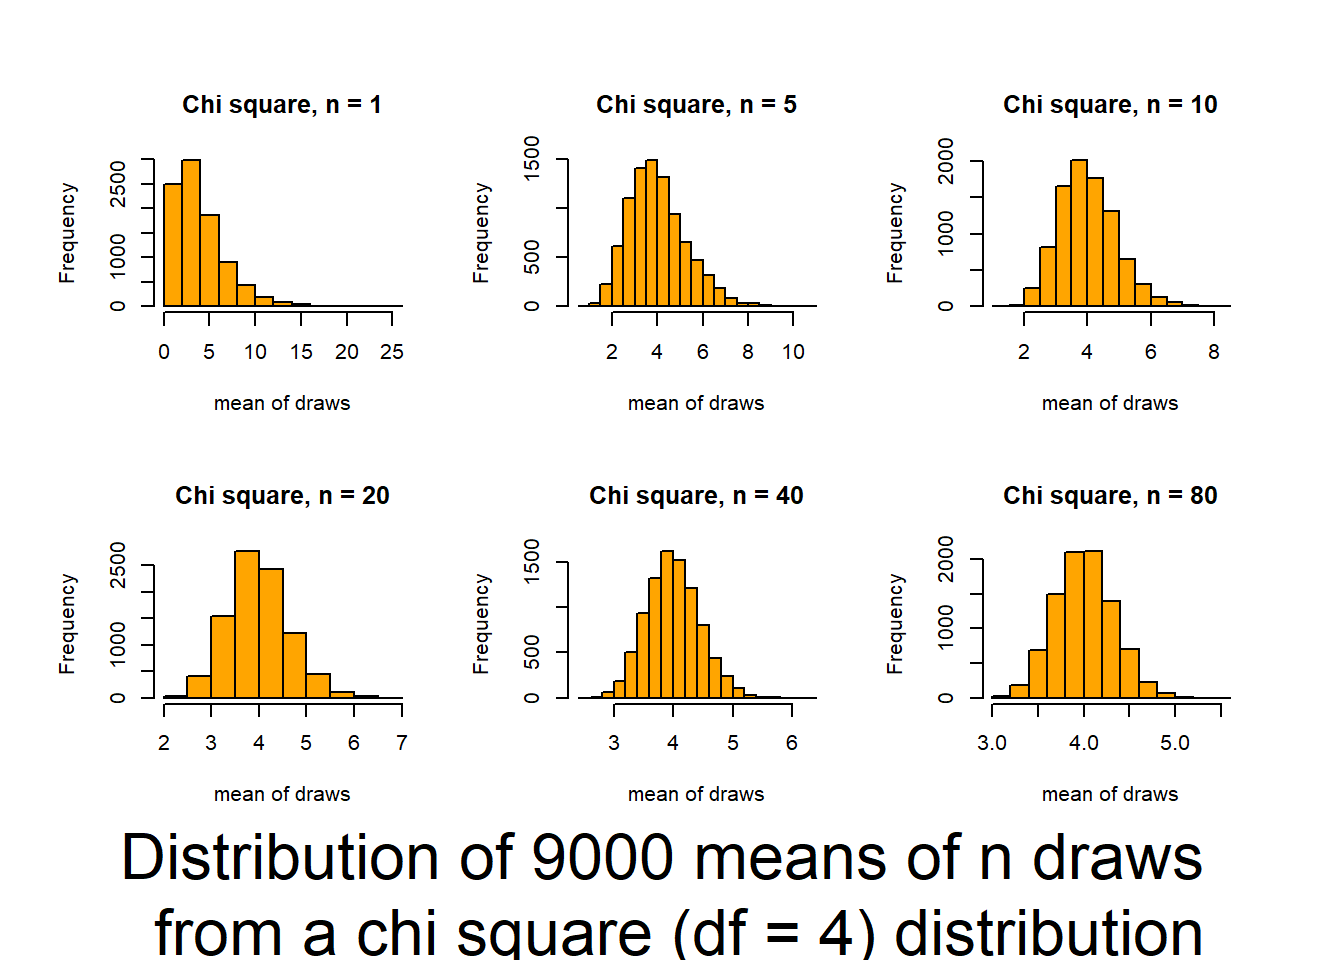 Chi square, n = 1
Frequency
0 1000 2500
0 5 10 15 20 25
mean of draws
Chi square, n = 5
Frequency
0 500 1500
2 4 6 8 10
mean of draws
Chi square, n = 10
Frequency
0 1000 2000
2 4 6 8
mean of draws
Chi square, n = 20
Frequency
0 1000 2500
2 3 4 5 6 7
mean of draws
Chi square, n = 40
Frequency
0 500 1500
3 4 5 6
mean of draws
Chi square, n = 80
Frequency
0 1000 2000
3.0 4.0 5.0
mean of draws
Distribution of 9000 means of n draws
from a chi square (df = 4) distribution